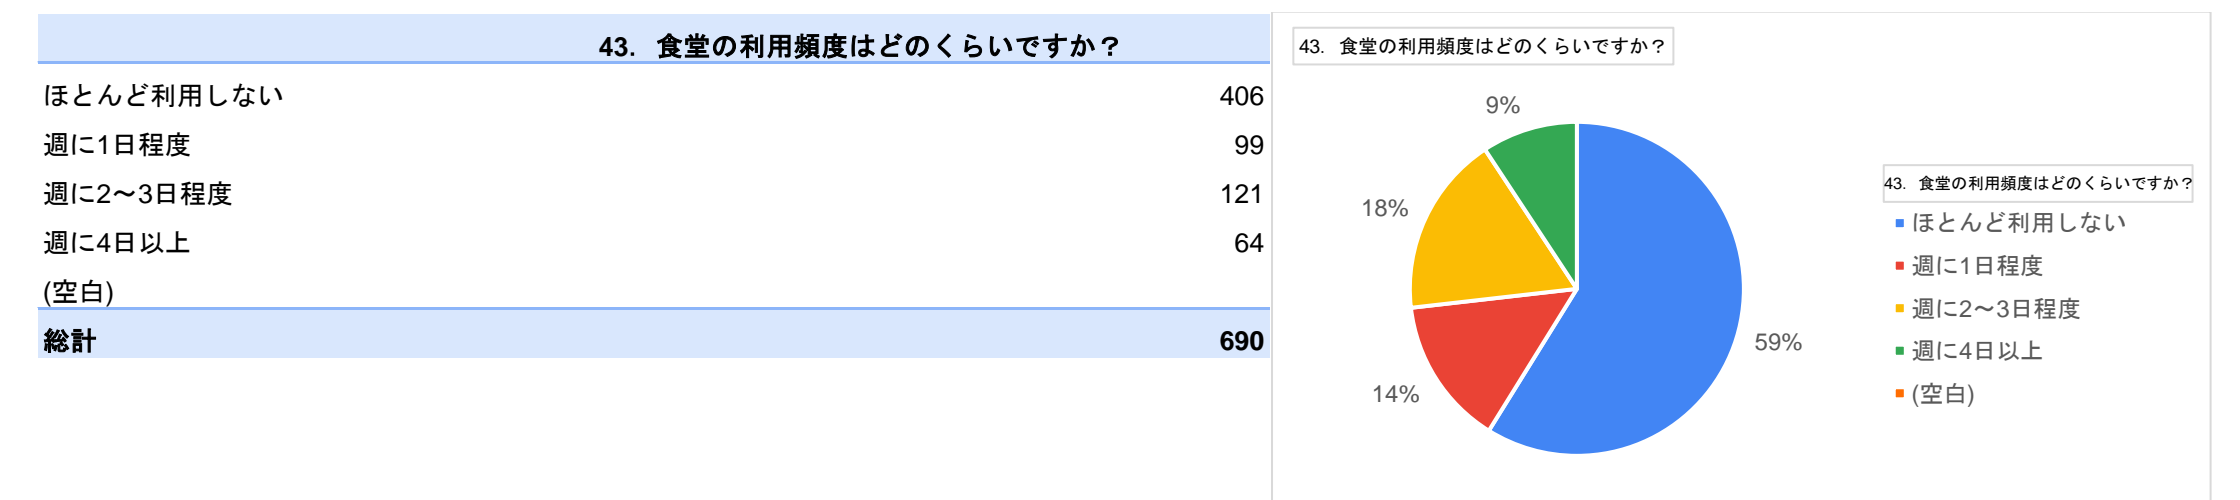 43. 食堂の利用頻度はどのくらいですか？
ほとんど利用しない 406
週に1日程度 99
週に2〜3日程度 121
週に4日以上 64
(空白)
総計 690
43. 食堂の利用頻度はどのくらいですか？
9%
18%
14%
59%
43. 食堂の利用頻度はどのくらいですか？
ほとんど利用しない
週に1日程度
週に2〜3日程度
週に4日以上
(空白)